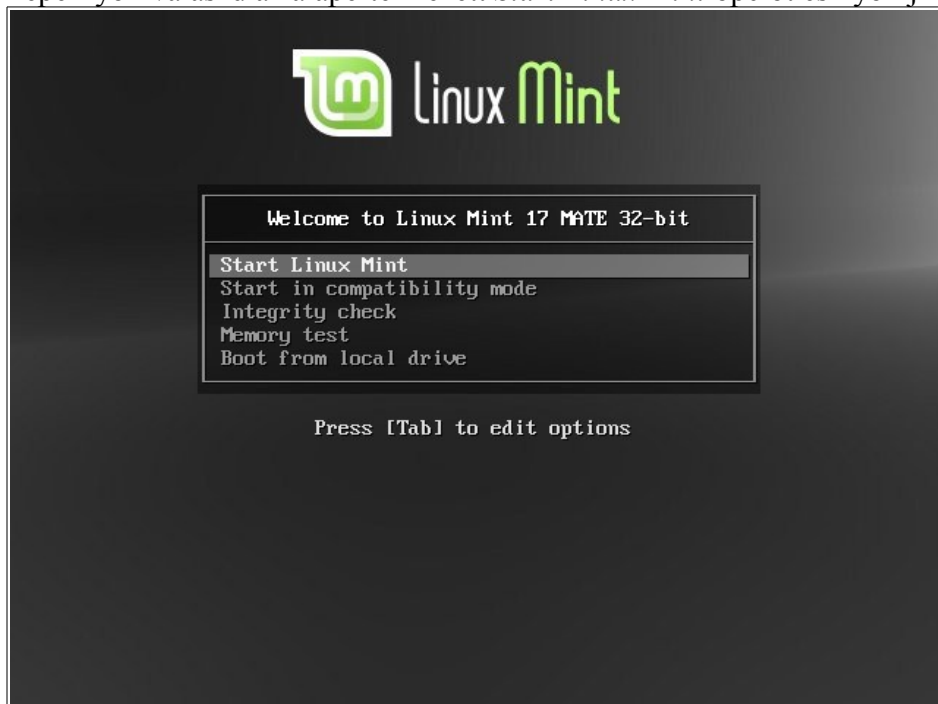 Linux Mint
Welcome to Linux Mint 17 MATE 32-bit
Start Linux Mint
Start in compatibility mode
Integrity check
Memory test
Boot from local drive
Press [Tab] to edit options